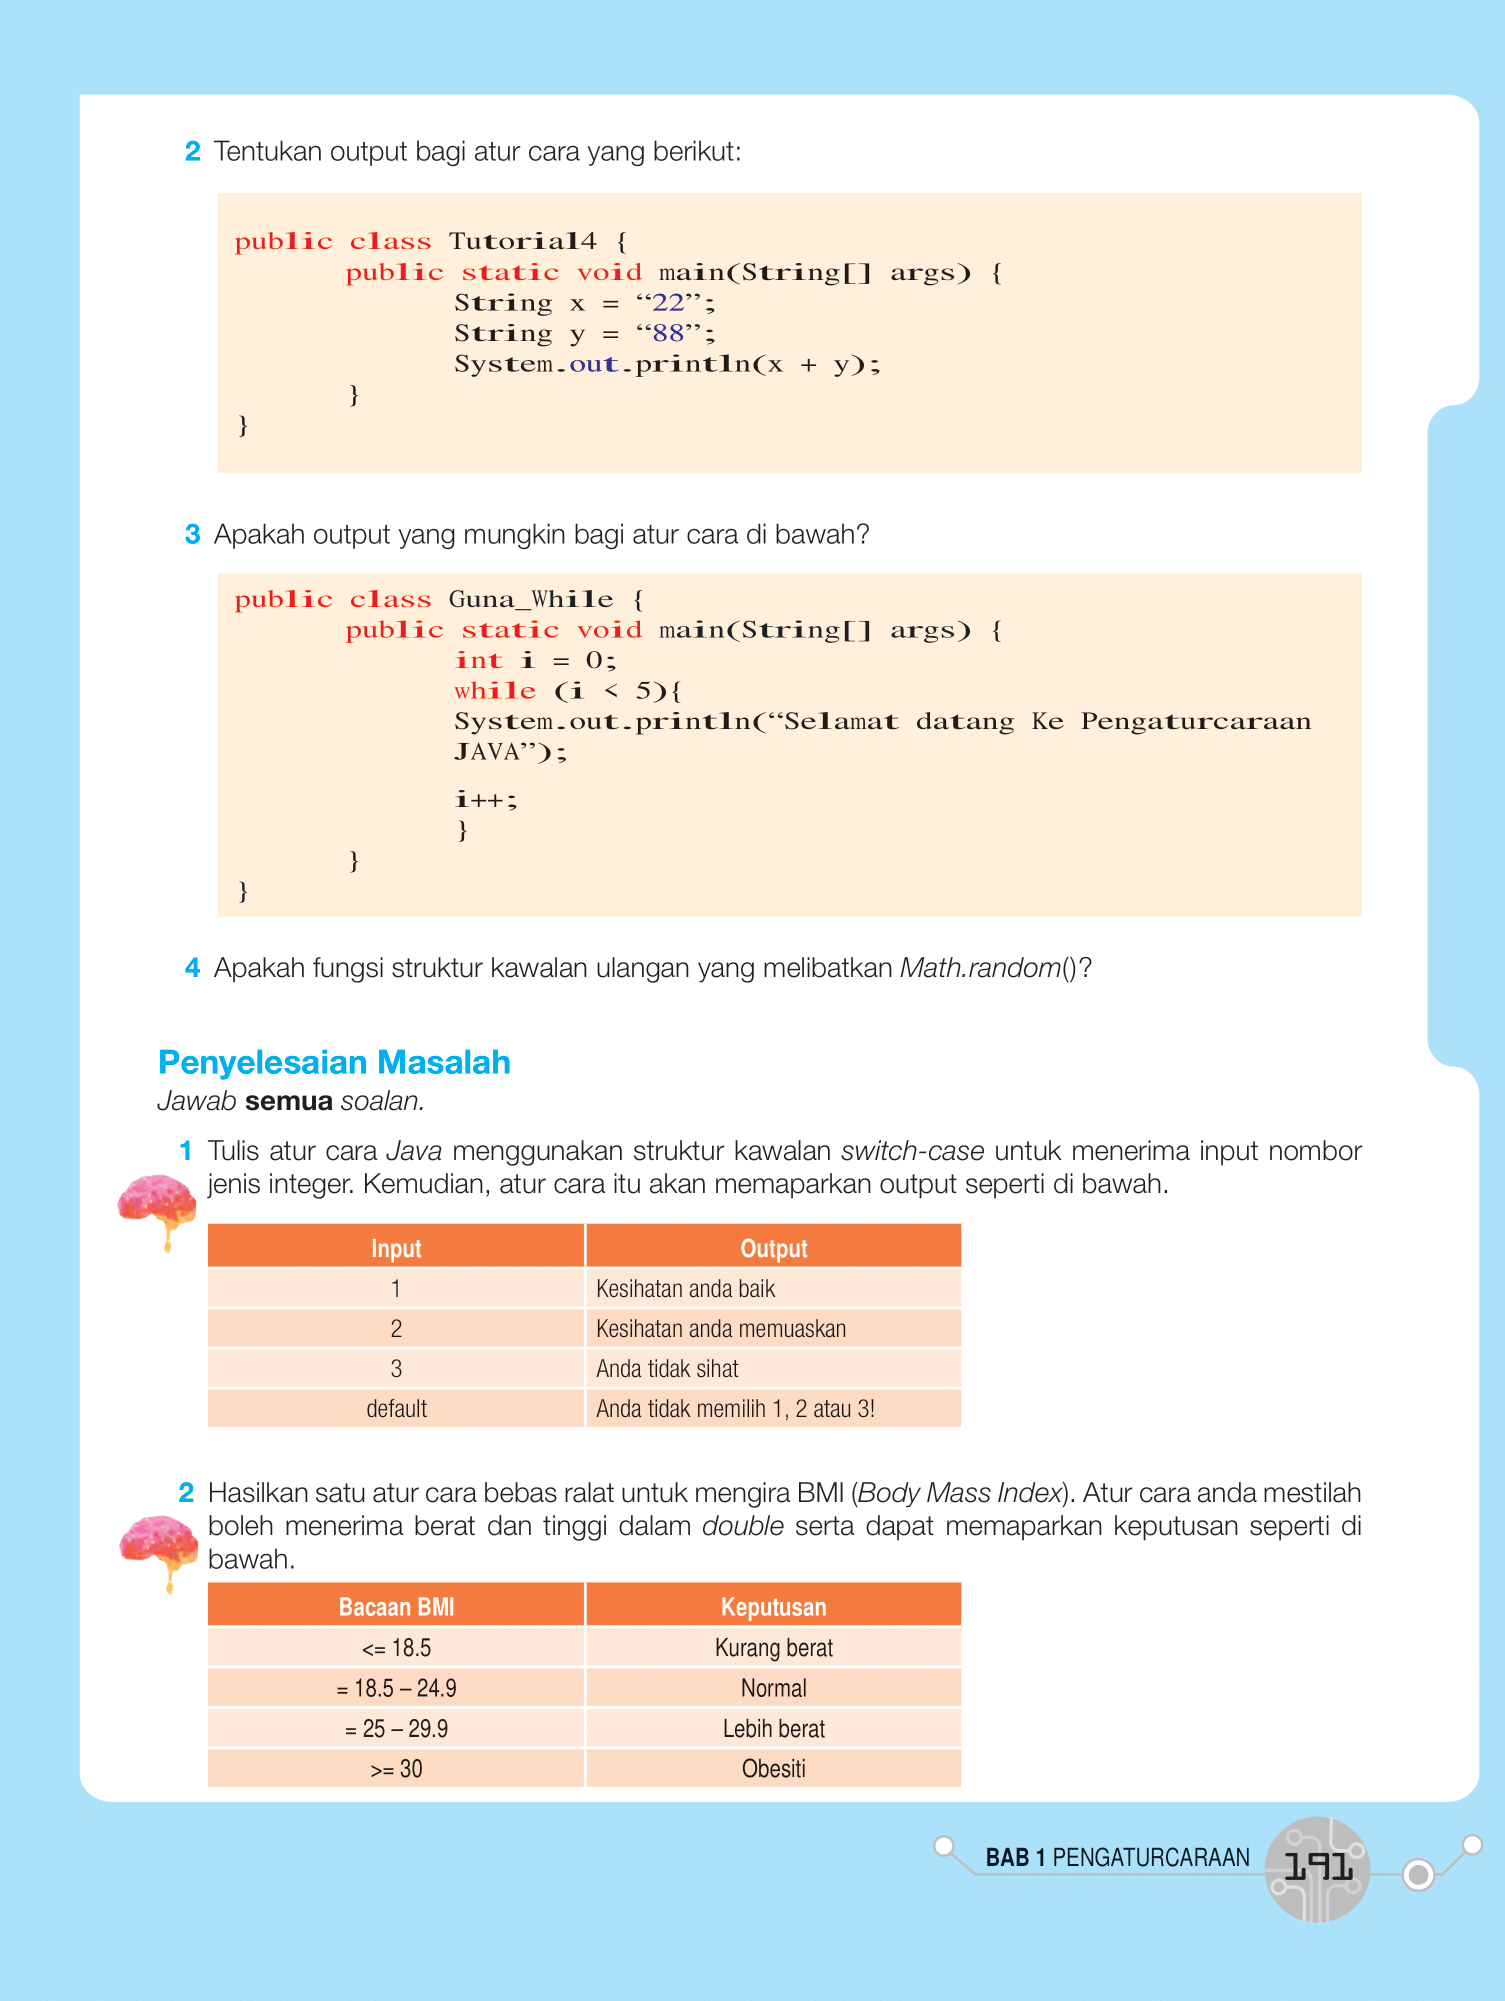 2 Tentukan output bagi atur cara yang berikut:
public class Tutorial4 {
public static void main(String[] args) {
String x = “22”;
String y = “88”;
System.out.println(x + y);
}
}
3 Apakah output yang mungkin bagi atur cara di bawah?
public class Guna_While {
public static void main(String[] args) {
int i = 0;
while (i < 5){
System.out.println(“Selamat datang Ke Pengaturcaraan
JAVA”);
i++;
}
}
}
4 Apakah fungsi struktur kawalan ulangan yang melibatkan Math.random()?
Penyelesaian Masalah
Jawab semua soalan.
1 Tulis atur cara Java menggunakan struktur kawalan switch-case untuk menerima input nombor
jenis integer. Kemudian, atur cara itu akan memaparkan output seperti di bawah.
Input Output
1 Kesihatan anda baik
2 Kesihatan anda memuaskan
3 Anda tidak sihat
default Anda tidak memilih 1, 2 atau 3!
2 Hasilkan satu atur cara bebas ralat untuk mengira BMI (Body Mass Index). Atur cara anda mestilah
boleh menerima berat dan tinggi dalam double serta dapat memaparkan keputusan seperti di
bawah.
Bacaan BMI Keputusan
<= 18.5 Kurang berat
= 18.5 – 24.9 Normal
= 25 – 29.9 Lebih berat
>= 30 Obesiti
BAB 1 PENGATURCARAAN 191